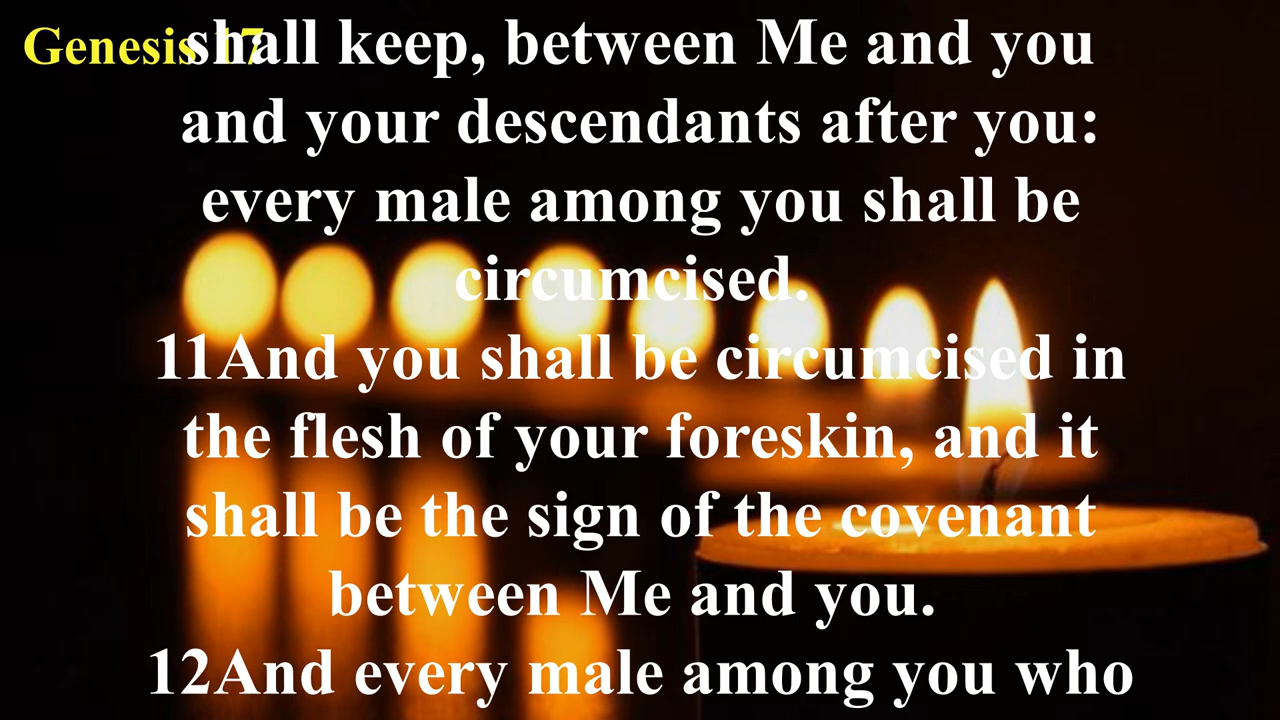 Genesis 17
shall keep, between Me and you
and your descendants after you:
every male among you shall be
circumcised.
11And you shall be circumcised in
the flesh of your foreskin, and it
shall be the sign of the covenant
between Me and you.
12And every male among you who